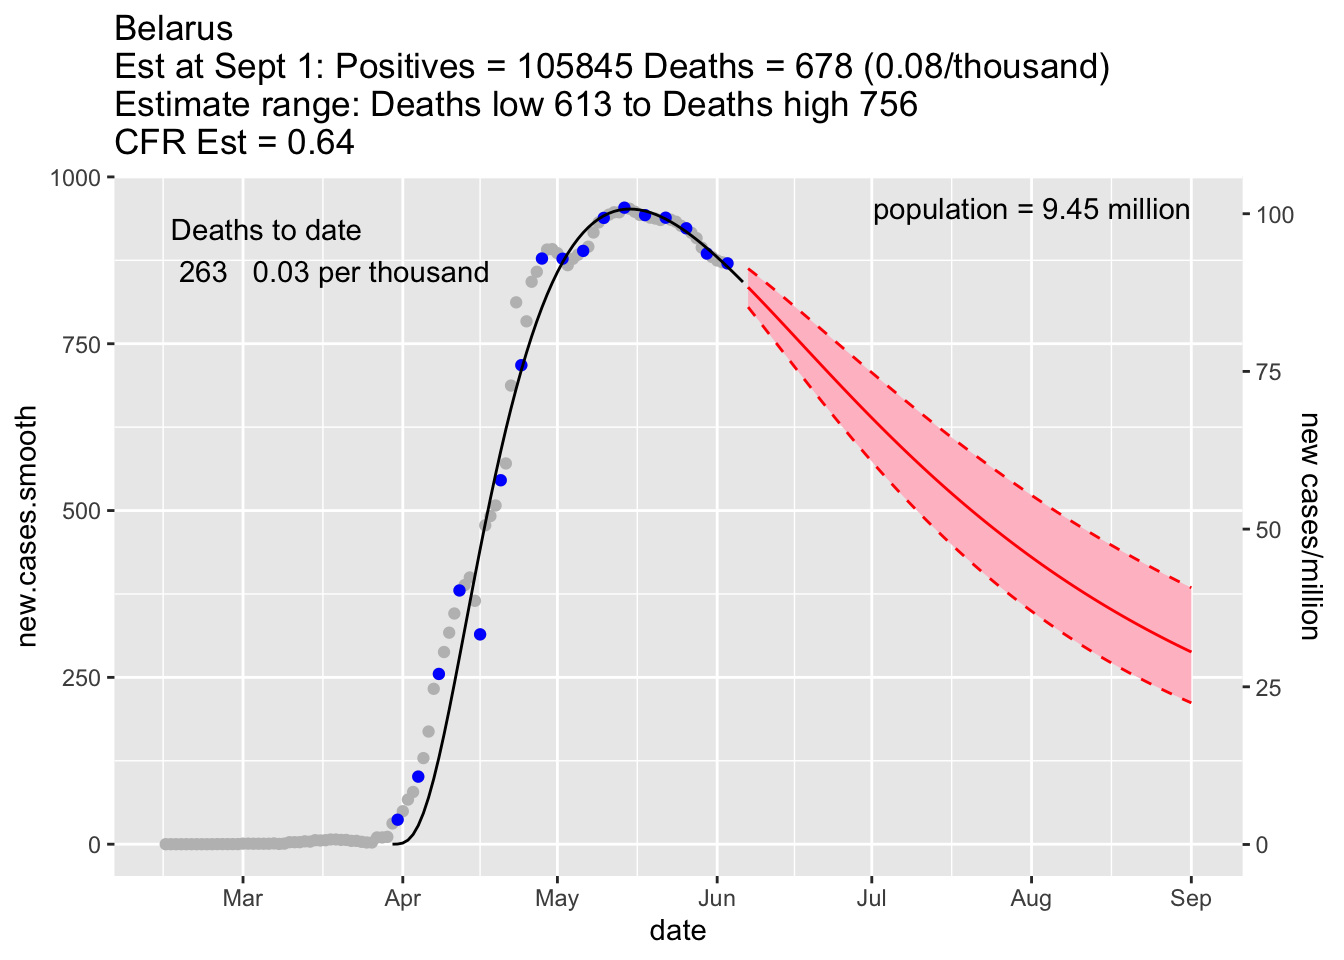 Belarus
Est at Sept 1: Positives = 105845 Deaths = 678 (0.08/thousand)
Estimate range: Deaths low 613 to Deaths high 756
CFR Est = 0.64
Deaths to date
263 0.03 per thousand
population = 9.45 million
new.cases.smooth
1000
750
500
250
0
100
75
50
25
0
new cases/million
Mar Apr May Jun Jul Aug Sep
date